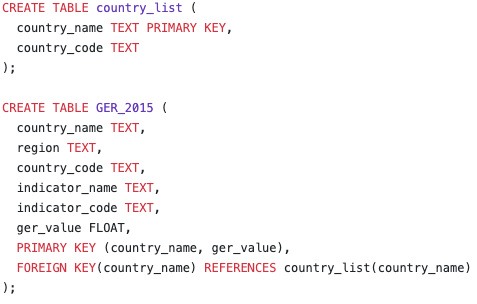 CREATE TABLE country_list (
  country_name TEXT PRIMARY KEY,
  country_code TEXT
);

CREATE TABLE GER_2015 (
  country_name TEXT,
  region TEXT,
  country_code TEXT,
  indicator_name TEXT,
  indicator_code TEXT,
  ger_value FLOAT,
  PRIMARY KEY (country_name, ger_value),
  FOREIGN KEY(country_name) REFERENCES country_list(country_name)
);